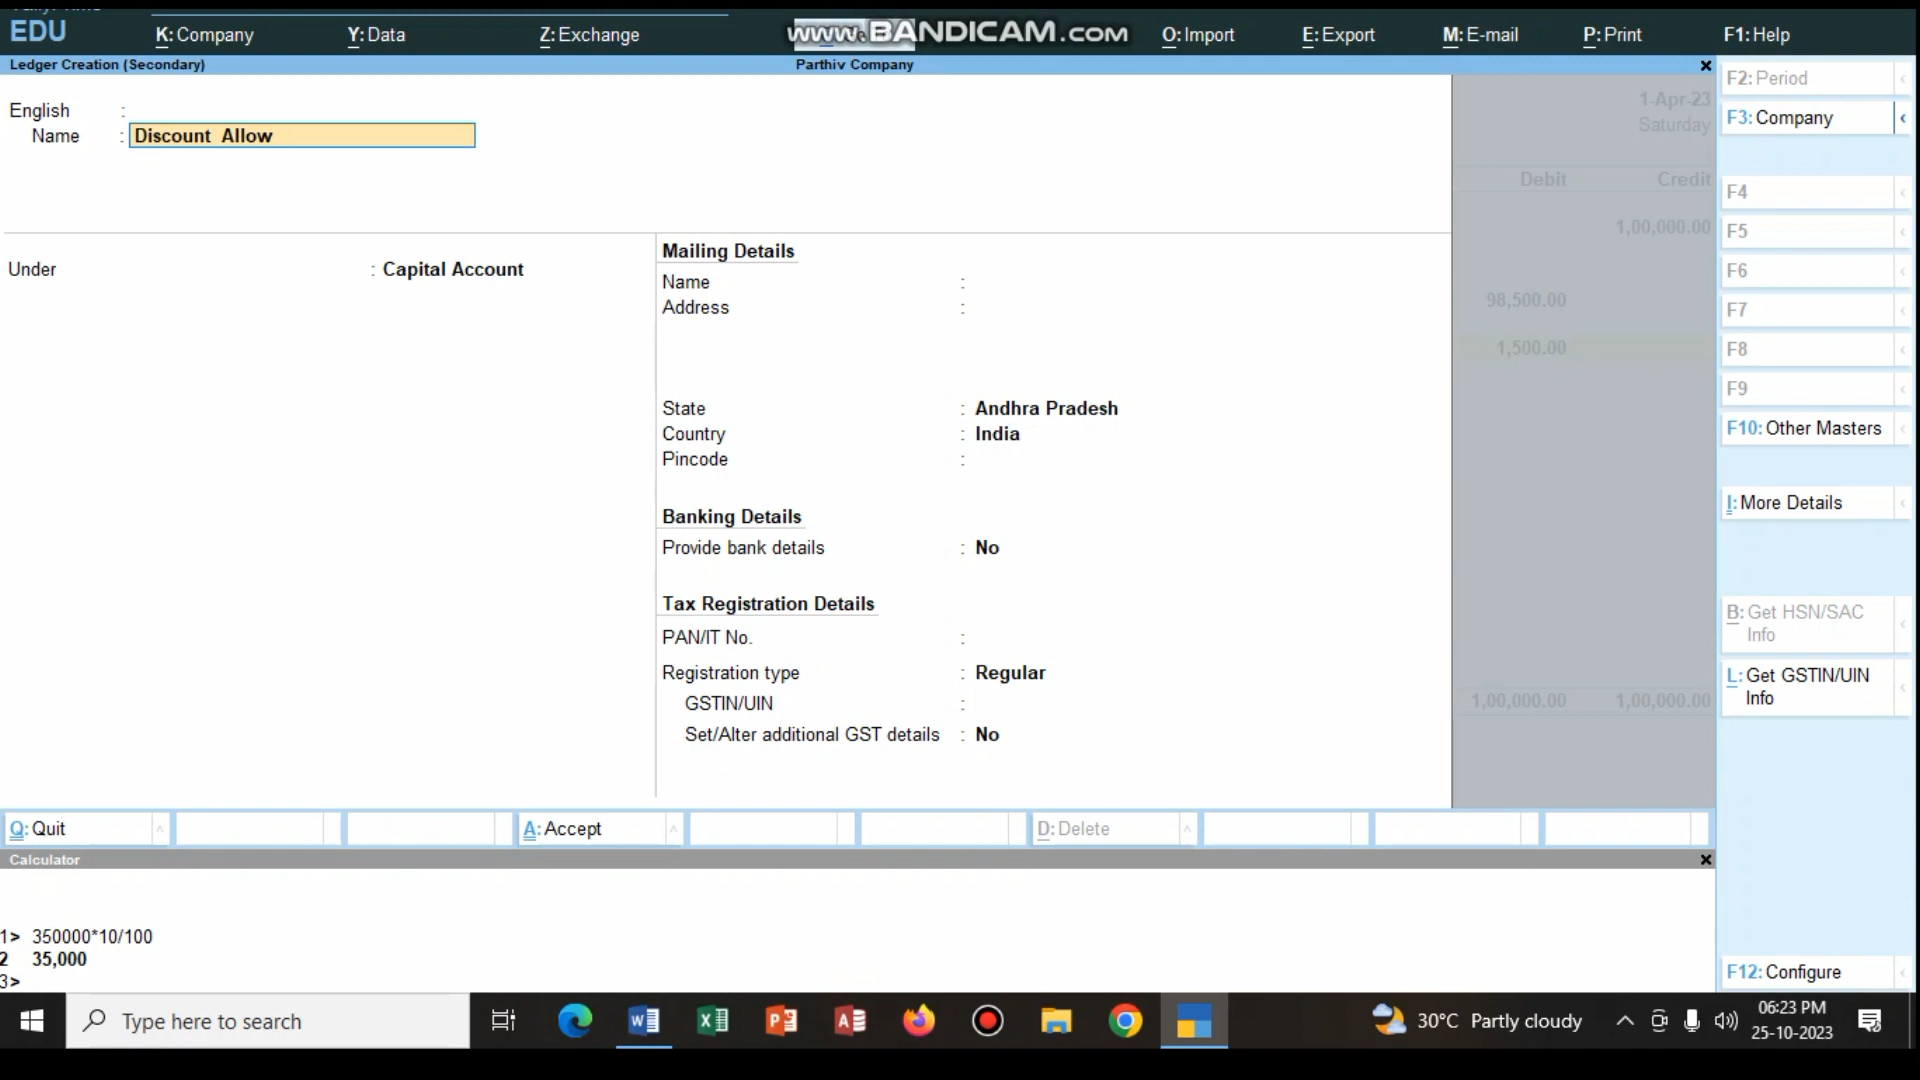 EDU
K: Company
Y: Data
Z: Exchange
www.BANDICAM.com
O: Import
E: Export
M: E-mail
P: Print
F1: Help
Ledger Creation (Secondary)
Parthiv Company
English :
Name : Discount Allow
Under : Capital Account
Mailing Details
Name :
Address :
State : Andhra Pradesh
Country : India
Pincode :
Banking Details
Provide bank details : No
Tax Registration Details
PAN/IT No. :
Registration type : Regular
GSTIN/UIN :
Set/Alter additional GST details : No
1-Apr-23
Saturday
Debit Credit
1,00,000.00
98,500.00
1,500.00
1,00,000.00 1,00,000.00
F2: Period
F3: Company
F4
F5
F6
F7
F8
F9
F10: Other Masters
I: More Details
B: Get HSN/SAC
Info
L: Get GSTIN/UIN
Info
F12: Configure
Q: Quit
A: Accept
D: Delete
Calculator
1> 350000*10/100
2 35,000
3>
Type here to search
30°C Partly cloudy
06:23 PM
25-10-2023